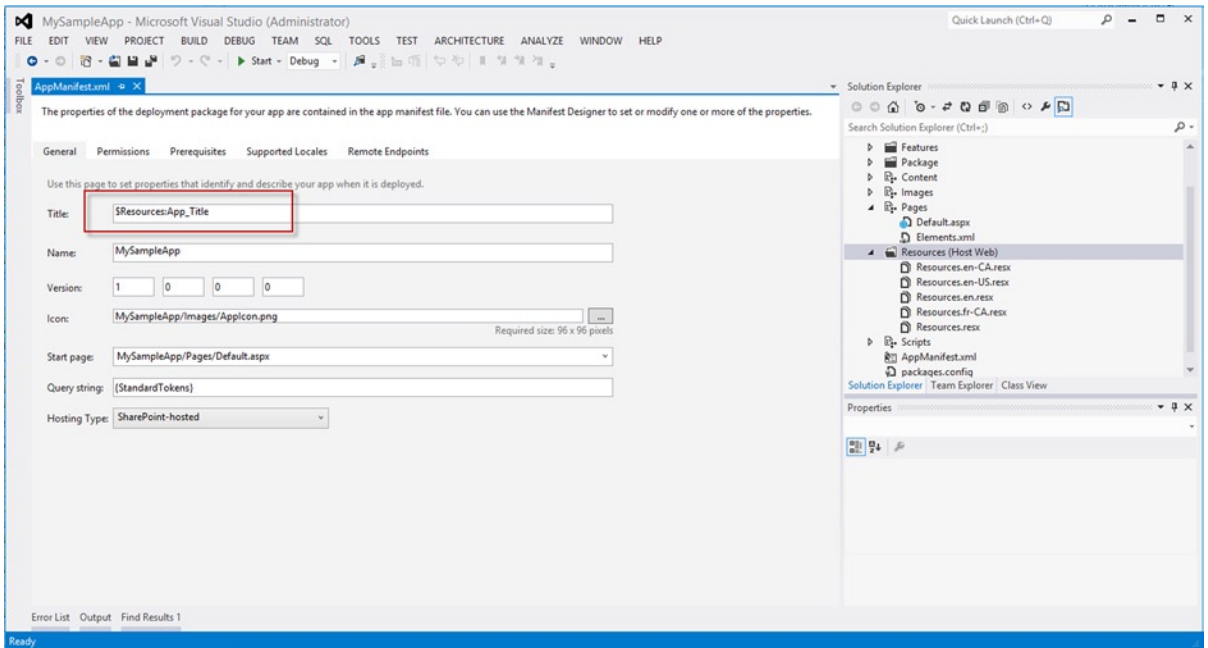 MySampleApp - Microsoft Visual Studio (Administrator)
Quick Launch (Ctrl+Q)
FILE EDIT VIEW PROJECT BUILD DEBUG TEAM SQL TOOLS TEST ARCHITECTURE ANALYZE WINDOW HELP
Start Debug
Toolbox
AppManifest.xml
The properties of the deployment package for your app are contained in the app manifest file. You can use the Manifest Designer to set or modify one or more of the properties.
General Permissions Prerequisites Supported Locales Remote Endpoints
Use this page to set properties that identify and describe your app when it is deployed.
Title: $Resources:App_Title
Name: MySampleApp
Version: 1 0 0 0
Icon: MySampleApp/Images/AppIcon.png ...
Required size: 96 x 96 pixels
Start page: MySampleApp/Pages/Default.aspx
Query string: {StandardTokens}
Hosting Type: SharePoint-hosted
Solution Explorer
Search Solution Explorer (Ctrl+;)
Features
Package
Content
Images
Pages
Default.aspx
Elements.xml
Resources (Host Web)
Resources.en-CA.resx
Resources.en-US.resx
Resources.en.resx
Resources.fr-CA.resx
Resources.resx
Scripts
AppManifest.xml
packages.config
Solution Explorer Team Explorer Class View
Properties
Error List Output Find Results 1
Ready